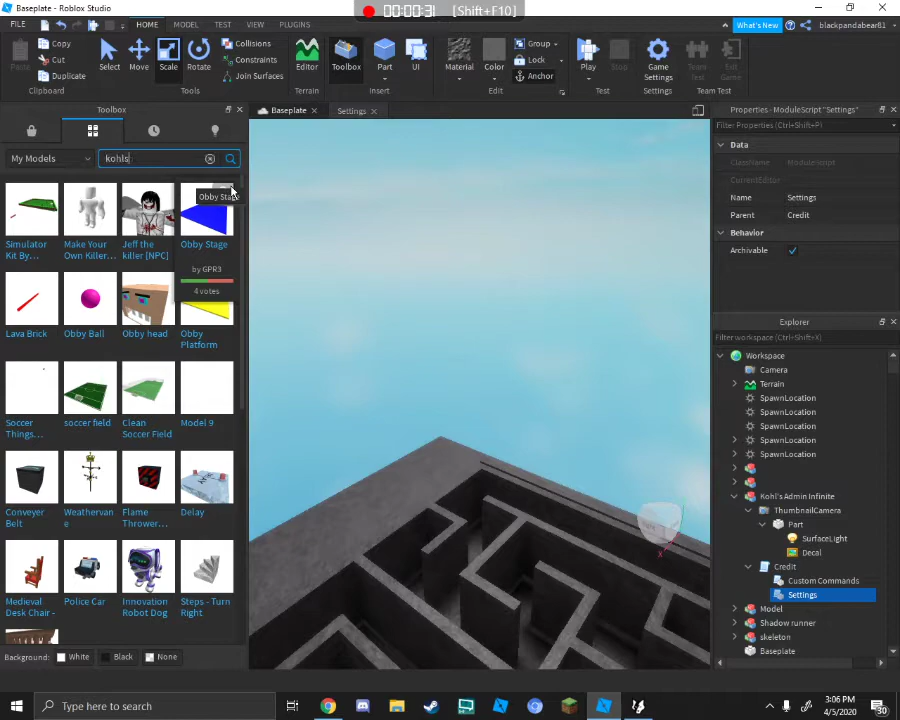 Baseplate - Roblox Studio
00:00:31 [Shift+F10]
FILE HOME MODEL TEST VIEW PLUGINS
What's New blackpandabear81
Copy
Cut
Paste
Duplicate
Clipboard
Select Move Scale Rotate
Collisions
Constraints
Join Surfaces
Tools
Editor
Terrain
Toolbox Part UI
Insert
Material Color
Group
Lock
Anchor
Edit
Play Stop
Test
Game Settings
Settings
Team Test Exit Game
Team Test
Toolbox
Baseplate Settings
My Models kohls
Obby Stage
Simulator Kit By... Make Your Own Killer... Jeff the killer [NPC] Obby Stage
by GPR3
4 votes
Lava Brick Obby Ball Obby head Obby Platform
Soccer Things... soccer field Clean Soccer Field Model 9
Conveyer Belt Weathervane Flame Thrower... Delay
Medieval Desk Chair - Police Car Innovation Robot Dog Steps - Turn Right
Background: White Black None
Properties - ModuleScript "Settings"
Filter Properties (Ctrl+Shift+P)
Data
ClassName ModuleScript
CurrentEditor
Name Settings
Parent Credit
Behavior
Archivable
Explorer
Filter workspace (Ctrl+Shift+X)
Workspace
Camera
Terrain
SpawnLocation
SpawnLocation
SpawnLocation
SpawnLocation
SpawnLocation
Kohl's Admin Infinite
ThumbnailCamera
Part
SurfaceLight
Decal
Credit
Custom Commands
Settings
Model
Shadow runner
skeleton
Baseplate
X
Type here to search
3:06 PM
4/5/2020
30